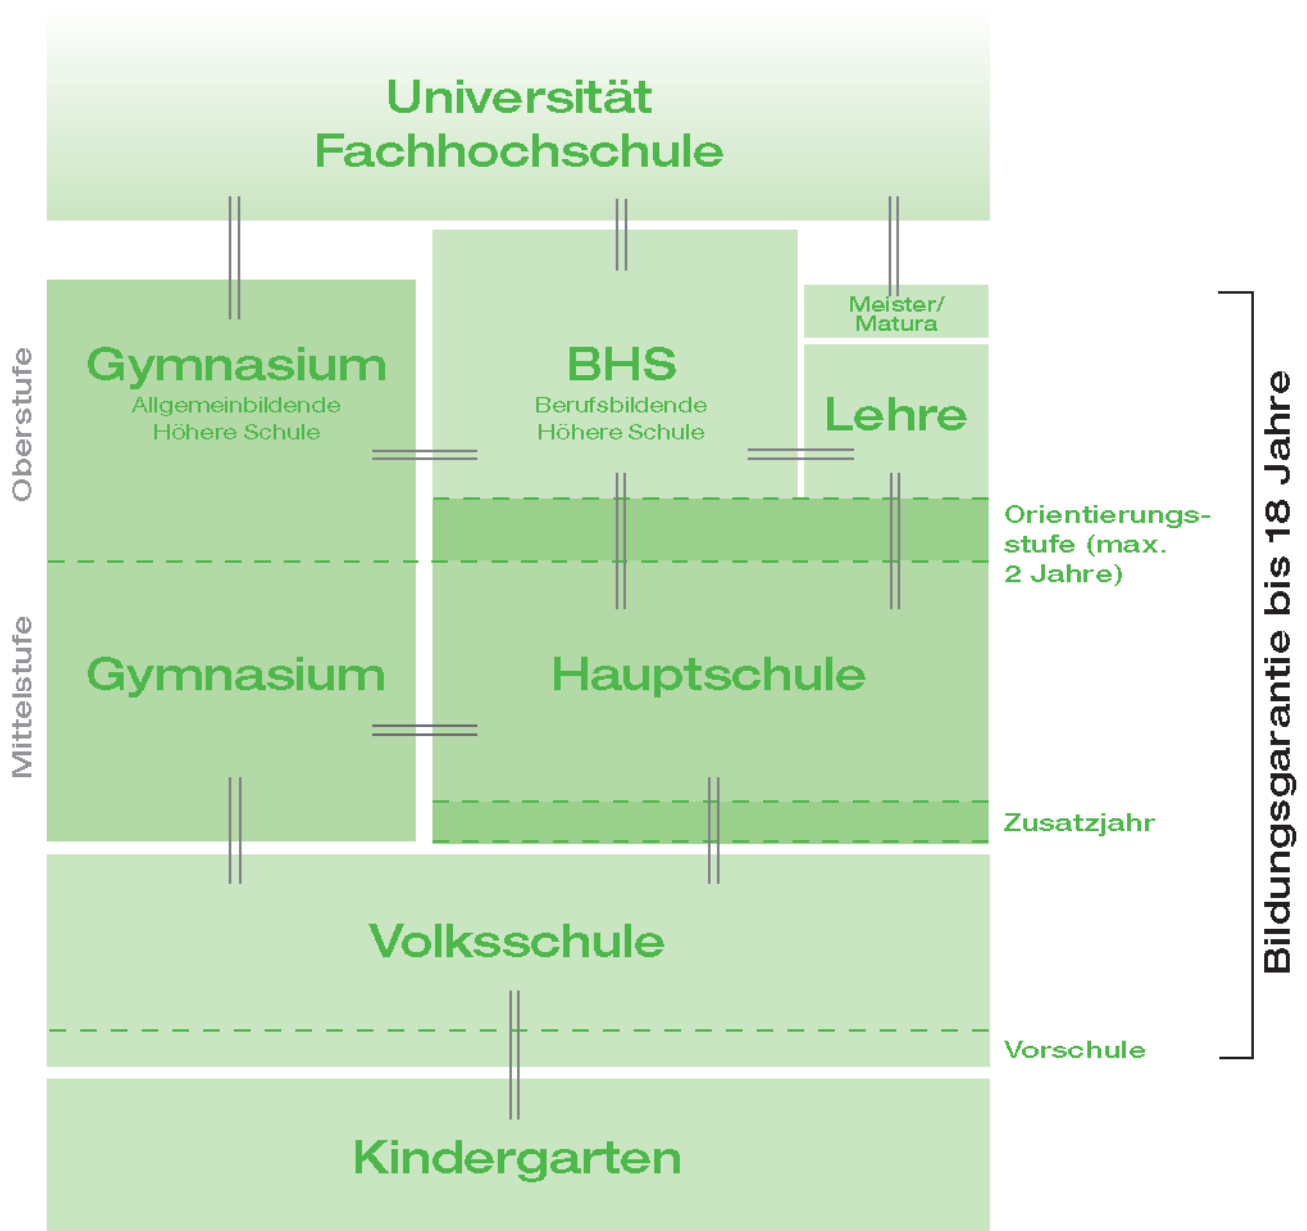 Universität
Fachhochschule
Meister/
Matura
Gymnasium
Allgemeinbildende
Höhere Schule
BHS
Berufsbildende
Höhere Schule
Lehre
Oberstufe
Orientierungs-
stufe (max.
2 Jahre)
Bildungsgarantie bis 18 Jahre
Mittelstufe
Gymnasium
Hauptschule
Zusatzjahr
Volksschule
Vorschule
Kindergarten